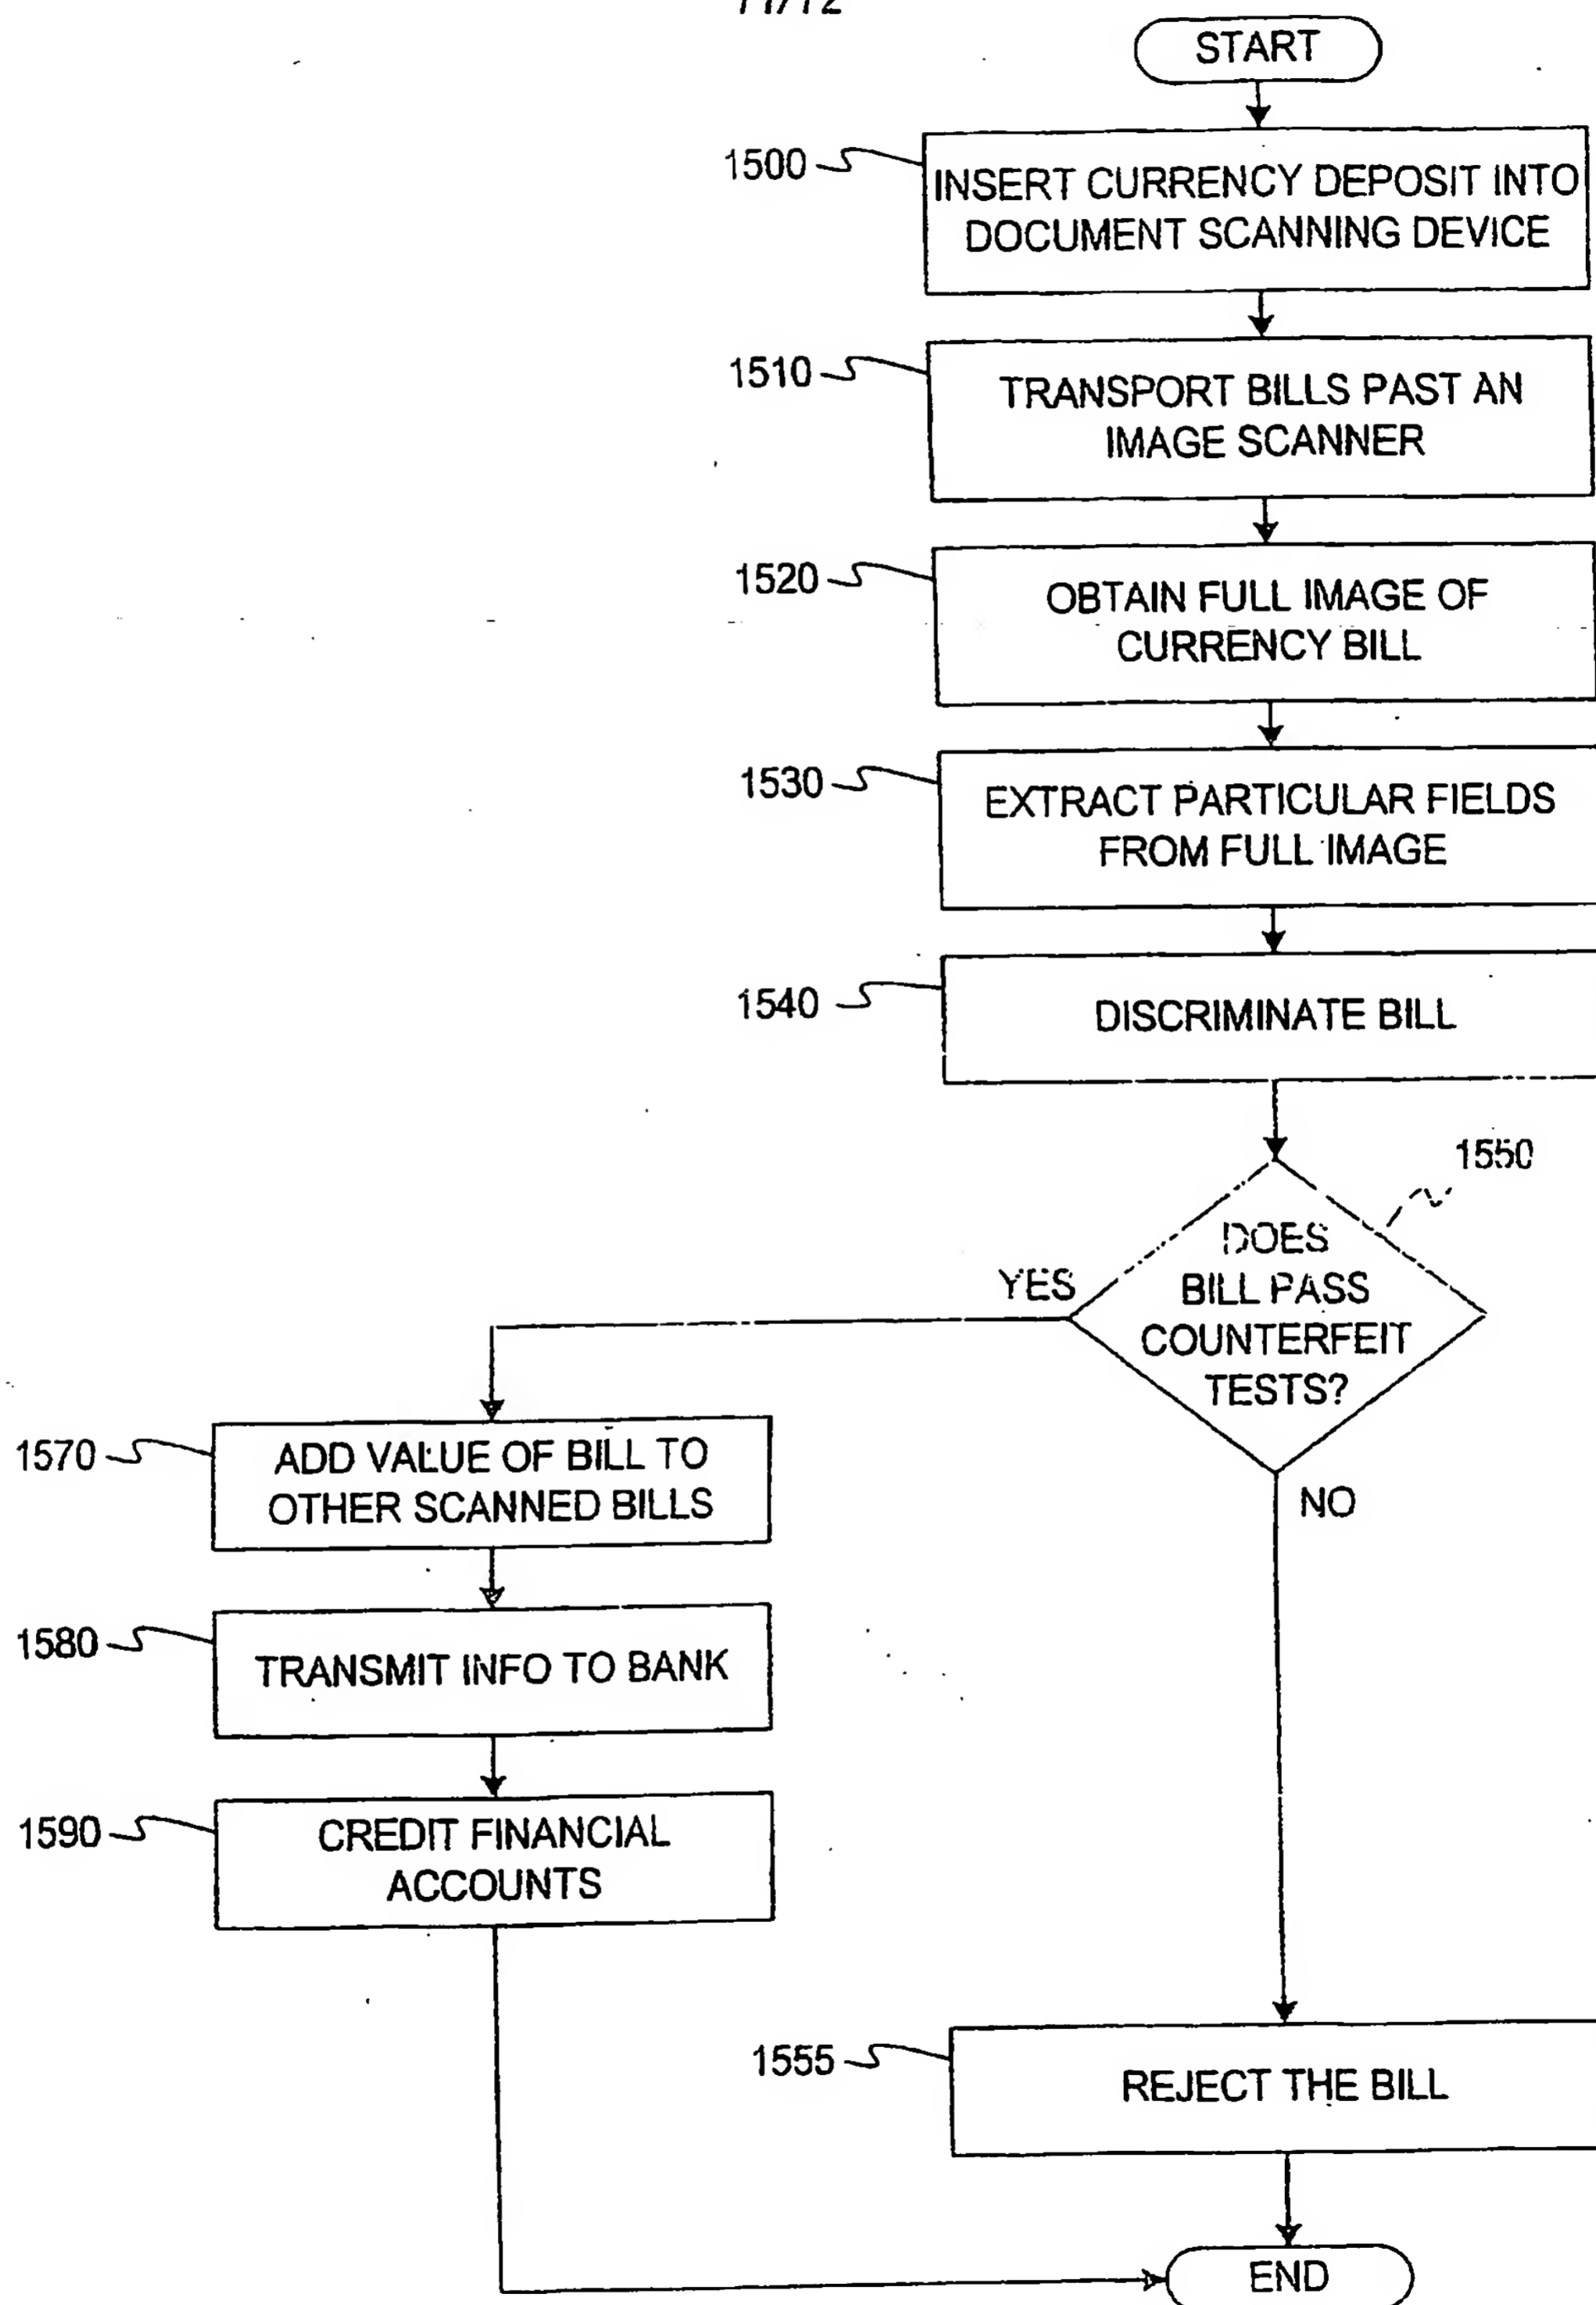 START
1500
INSERT CURRENCY DEPOSIT INTO
DOCUMENT SCANNING DEVICE
1510
TRANSPORT BILLS PAST AN
IMAGE SCANNER
1520
OBTAIN FULL IMAGE OF
CURRENCY BILL
1530
EXTRACT PARTICULAR FIELDS
FROM FULL IMAGE
1540
DISCRIMINATE BILL
1550
DOES
BILL PASS
COUNTERFEIT
TESTS?
YES
NO
1570
ADD VALUE OF BILL TO
OTHER SCANNED BILLS
1580
TRANSMIT INFO TO BANK
1590
CREDIT FINANCIAL
ACCOUNTS
1555
REJECT THE BILL
END